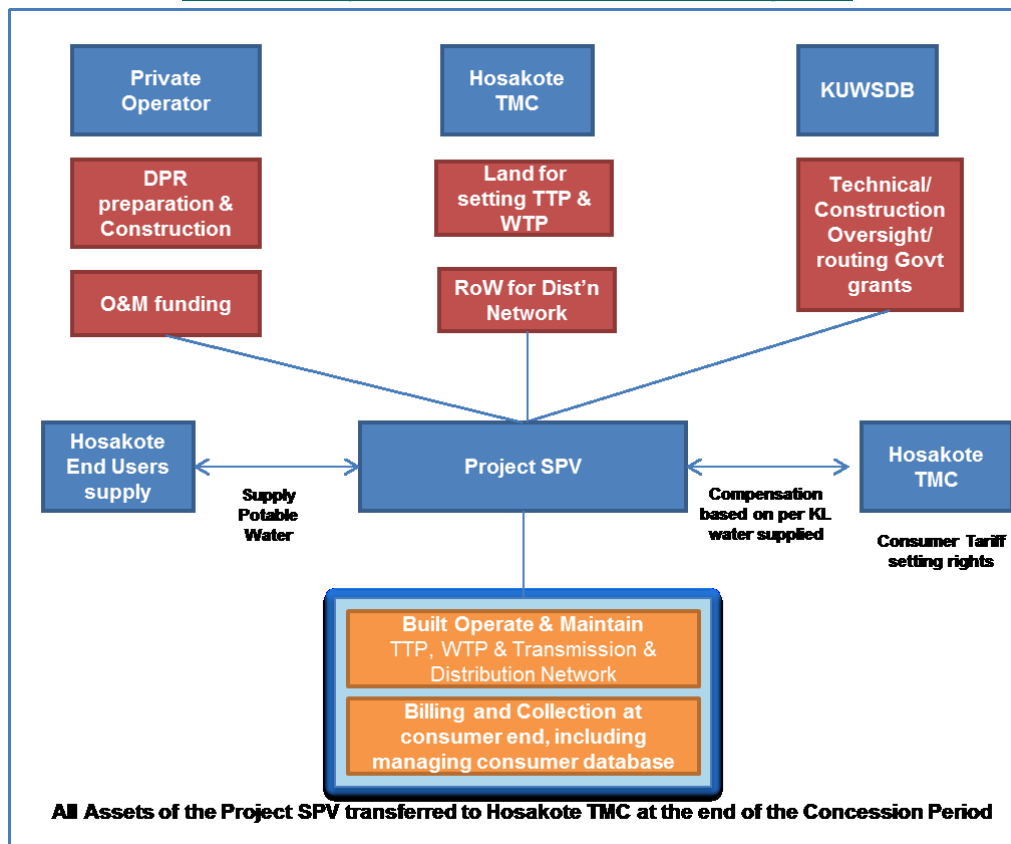 Private
Operator
Hosakote
TMC
KUWSDB
DPR
preparation &
Construction
Land for
setting TTP &
WTP
Technical/
Construction
Oversight/
routing Govt
grants
O&M funding
RoW for Dist'n
Network
Hosakote
End Users
supply
Project SPV
Hosakote
TMC
Supply
Potable
Water
Compensation
based on per KL
water supplied
Consumer Tariff
setting rights
Built Operate & Maintain
TTP, WTP & Transmission &
Distribution Network
Billing and Collection at
consumer end, including
managing consumer database
All Assets of the Project SPV transferred to Hosakote TMC at the end of the Concession Period